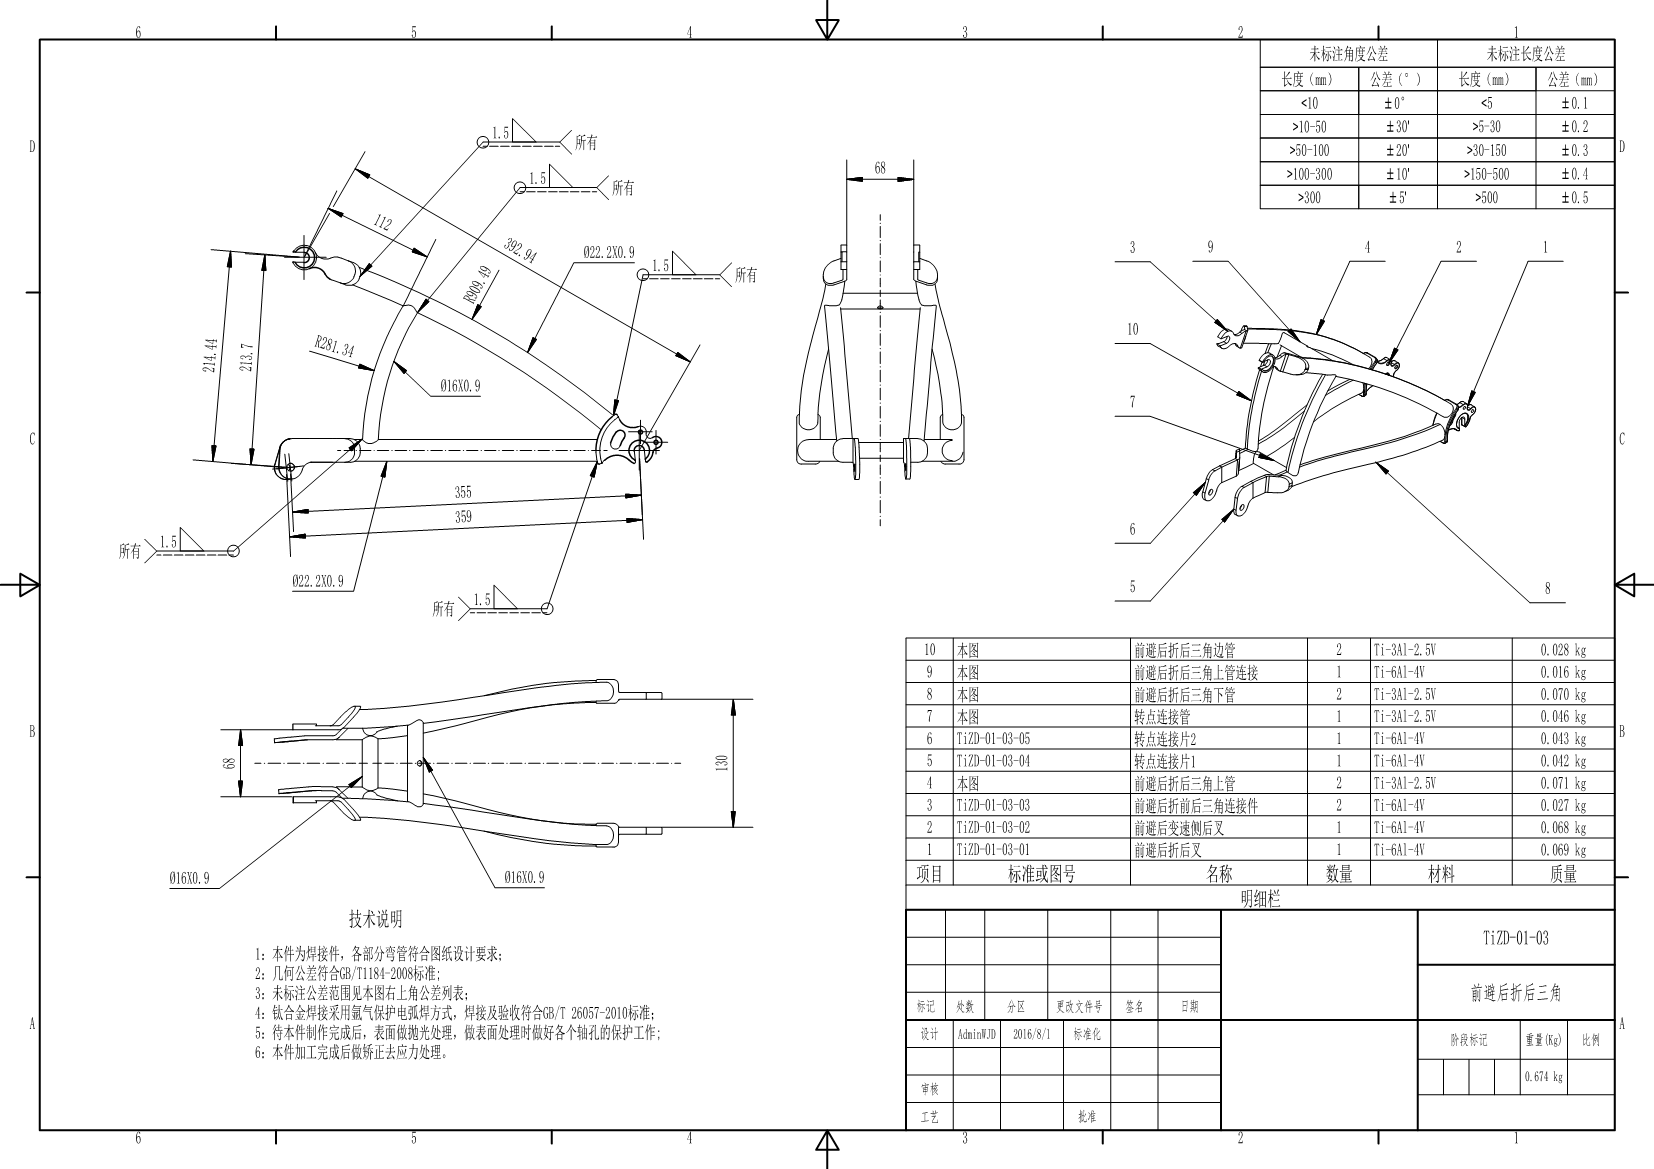 6 5 4 3 2 1
未标注角度公差 未标注长度公差
长度(mm) 公差(°) 长度(mm) 公差(mm)
<10 ±0° <5 ±0.1
>10-50 ±30' >5-30 ±0.2
>50-100 ±20' >30-150 ±0.3
>100-300 ±10' >150-500 ±0.4
>300 ±5' >500 ±0.5
D D
C C
B B
A A
1.5 所有
1.5 所有
112
392.94
Ø22.2X0.9
1.5 所有
R909.49
R281.34
Ø16X0.9
214.44
213.7
355
359
所有 1.5
Ø22.2X0.9
所有 1.5
68
3 9 4 2 1
10
7
6
5
8
68
130
Ø16X0.9
Ø16X0.9
技术说明
1: 本件为焊接件，各部分弯管符合图纸设计要求;
2: 几何公差符合GB/T1184-2008标准;
3: 未标注公差范围见本图右上角公差列表;
4: 钛合金焊接采用氩气保护电弧焊方式，焊接及验收符合GB/T 26057-2010标准;
5: 待本件制作完成后，表面做抛光处理，做表面处理时做好各个轴孔的保护工作;
6: 本件加工完成后做矫正去应力处理。
10 本图 前避后折后三角边管 2 Ti-3Al-2.5V 0.028 kg
9 本图 前避后折后三角上管连接 1 Ti-6Al-4V 0.016 kg
8 本图 前避后折后三角下管 2 Ti-3Al-2.5V 0.070 kg
7 本图 转点连接管 1 Ti-3Al-2.5V 0.046 kg
6 TiZD-01-03-05 转点连接片2 1 Ti-6Al-4V 0.043 kg
5 TiZD-01-03-04 转点连接片1 1 Ti-6Al-4V 0.042 kg
4 本图 前避后折后三角上管 2 Ti-3Al-2.5V 0.071 kg
3 TiZD-01-03-03 前避后折前后三角连接件 2 Ti-6Al-4V 0.027 kg
2 TiZD-01-03-02 前避后变速侧后叉 1 Ti-6Al-4V 0.068 kg
1 TiZD-01-03-01 前避后折后叉 1 Ti-6Al-4V 0.069 kg
项目 标准或图号 名称 数量 材料 质量
明细栏
TiZD-01-03
前避后折后三角
标记 处数 分区 更改文件号 签名 日期
设计 AdminWJD 2016/8/1 标准化
阶段标记 重量(Kg) 比例
0.674 kg
审核
工艺 批准
6 5 4 3 2 1